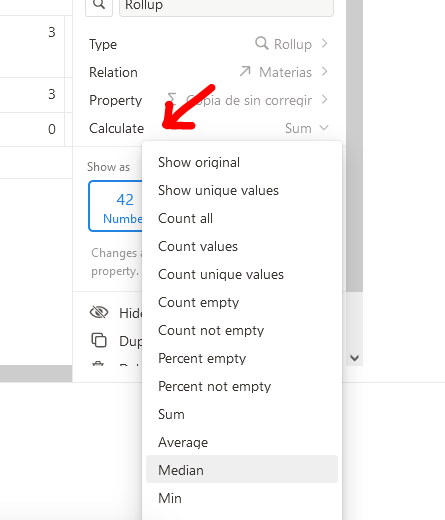 Rollup
3
Type Rollup
Relation Materias
3
Property Σ Copia de sin corregir
0
Calculate Sum
Show as
42
Number
Changes a
property.
Hide
Dup
Show original
Show unique values
Count all
Count values
Count unique values
Count empty
Count not empty
Percent empty
Percent not empty
Sum
Average
Median
Min